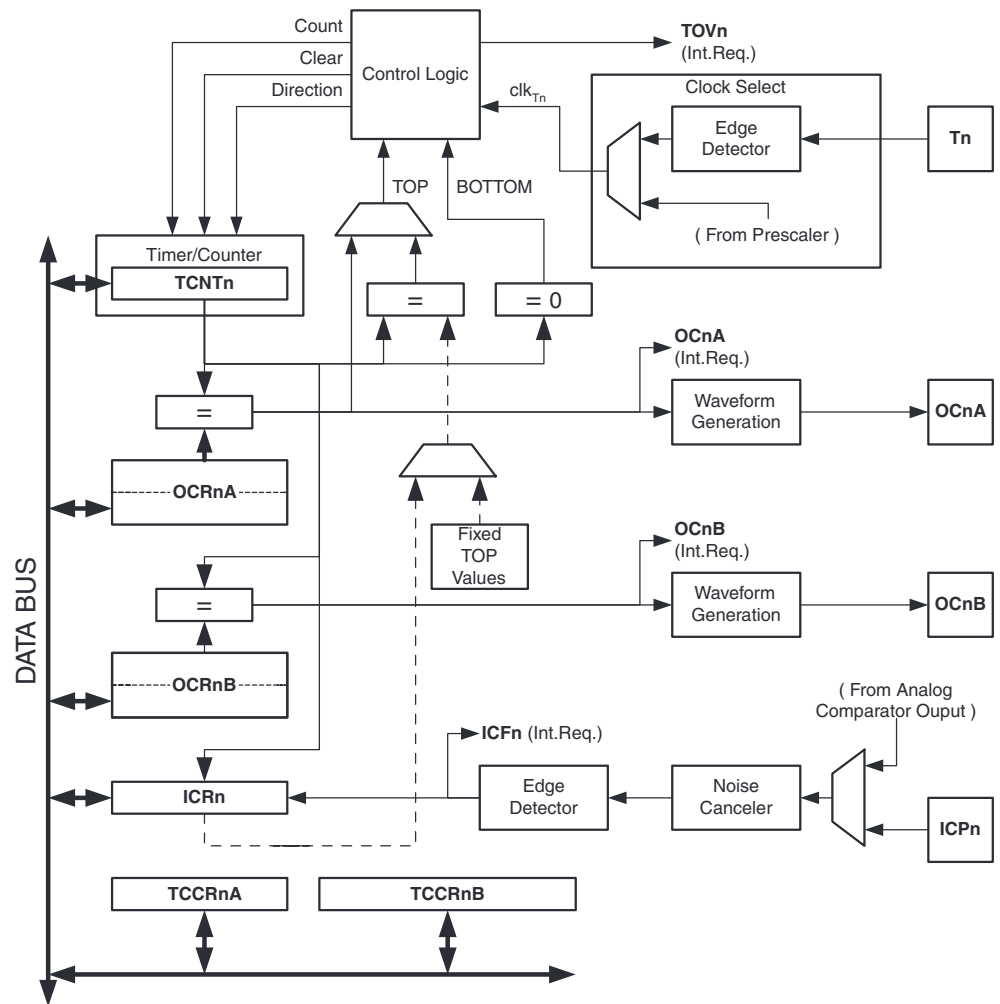 Count
Clear
Direction
Control Logic
TOVn
(Int.Req.)
clkTn
Clock Select
Edge
Detector
Tn
( From Prescaler )
TOP
BOTTOM
Timer/Counter
TCNTn
=
= 0
OCnA
(Int.Req.)
=
Waveform
Generation
OCnA
OCRnA
Fixed
TOP
Values
OCnB
(Int.Req.)
=
Waveform
Generation
OCnB
OCRnB
DATA BUS
( From Analog
Comparator Ouput )
ICFn (Int.Req.)
ICRn
Edge
Detector
Noise
Canceler
ICPn
TCCRnA
TCCRnB